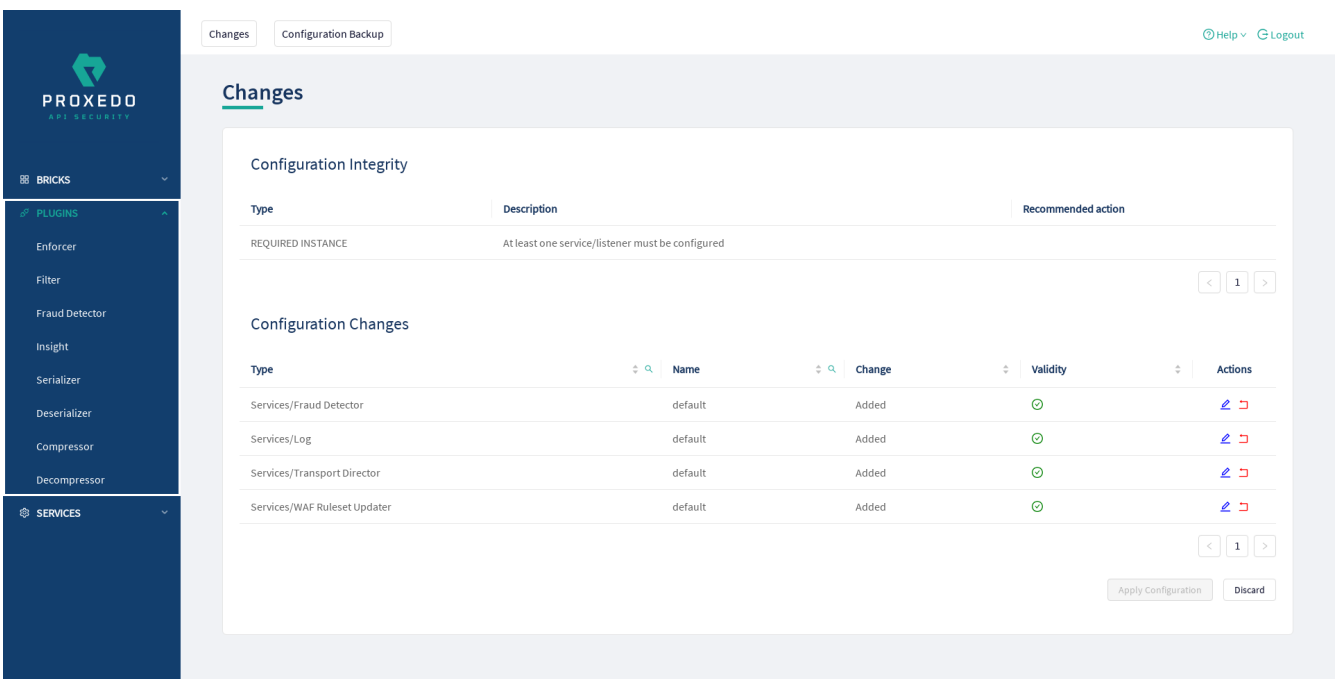 Changes Configuration Backup Help Logout
PROXEDO
API SECURITY
BRICKS
PLUGINS
Enforcer
Filter
Fraud Detector
Insight
Serializer
Deserializer
Compressor
Decompressor
SERVICES
Changes
Configuration Integrity
Type Description Recommended action
REQUIRED INSTANCE At least one service/listener must be configured
< 1 >
Configuration Changes
Type Name Change Validity Actions
Services/Fraud Detector default Added
Services/Log default Added
Services/Transport Director default Added
Services/WAF Ruleset Updater default Added
< 1 >
Apply Configuration Discard